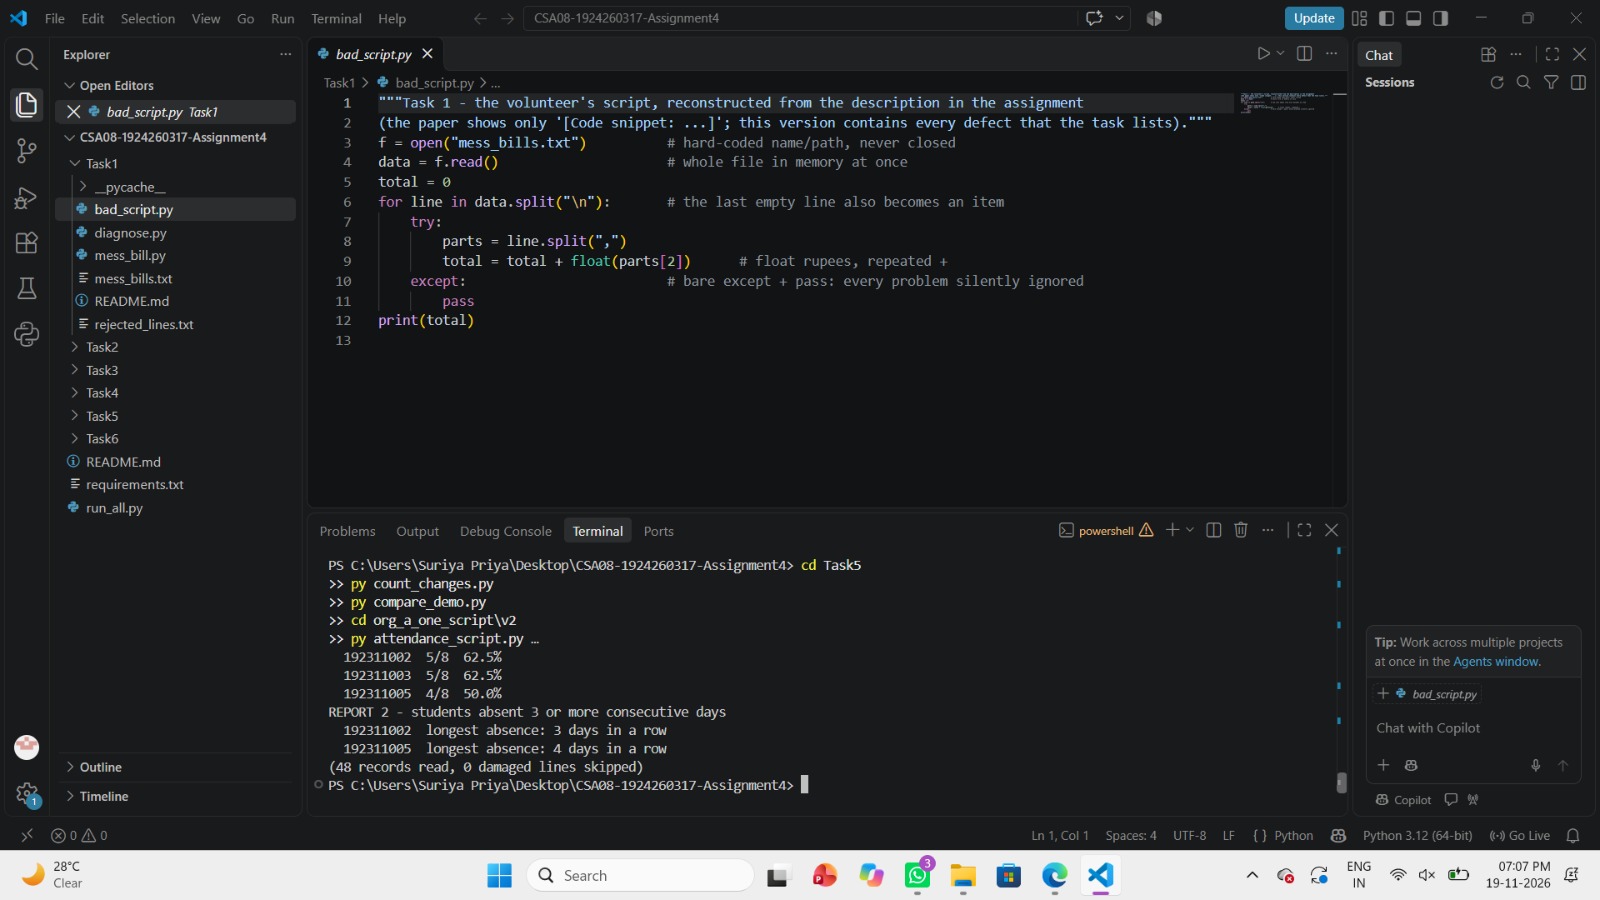 File Edit Selection View Go Run Terminal Help
CSA08-1924260317-Assignment4
Update
Explorer
Open Editors
bad_script.py Task1
CSA08-1924260317-Assignment4
Task1
__pycache__
bad_script.py
diagnose.py
mess_bill.py
mess_bills.txt
README.md
rejected_lines.txt
Task2
Task3
Task4
Task5
Task6
README.md
requirements.txt
run_all.py
Outline
Timeline
1
bad_script.py
Task1 > bad_script.py > ...
1 """Task 1 - the volunteer's script, reconstructed from the description in the assignment
2 (the paper shows only '[Code snippet: ...]'; this version contains every defect that the task lists)."""
3 f = open("mess_bills.txt") # hard-coded name/path, never closed
4 data = f.read() # whole file in memory at once
5 total = 0
6 for line in data.split("\n"): # the last empty line also becomes an item
7 try:
8 parts = line.split(",")
9 total = total + float(parts[2]) # float rupees, repeated +
10 except: # bare except + pass: every problem silently ignored
11 pass
12 print(total)
13
Problems Output Debug Console Terminal Ports
powershell
PS C:\Users\Suriya Priya\Desktop\CSA08-1924260317-Assignment4> cd Task5
>> py count_changes.py
>> py compare_demo.py
>> cd org_a_one_script\v2
>> py attendance_script.py …
192311002 5/8 62.5%
192311003 5/8 62.5%
192311005 4/8 50.0%
REPORT 2 - students absent 3 or more consecutive days
192311002 longest absence: 3 days in a row
192311005 longest absence: 4 days in a row
(48 records read, 0 damaged lines skipped)
PS C:\Users\Suriya Priya\Desktop\CSA08-1924260317-Assignment4>
Chat
Sessions
Tip: Work across multiple projects
at once in the Agents window.
bad_script.py
Chat with Copilot
Copilot
0 0
Ln 1, Col 1 Spaces: 4 UTF-8 LF { } Python Python 3.12 (64-bit) Go Live
28°C
Clear
Search
3
ENG
IN
07:07 PM
19-11-2026